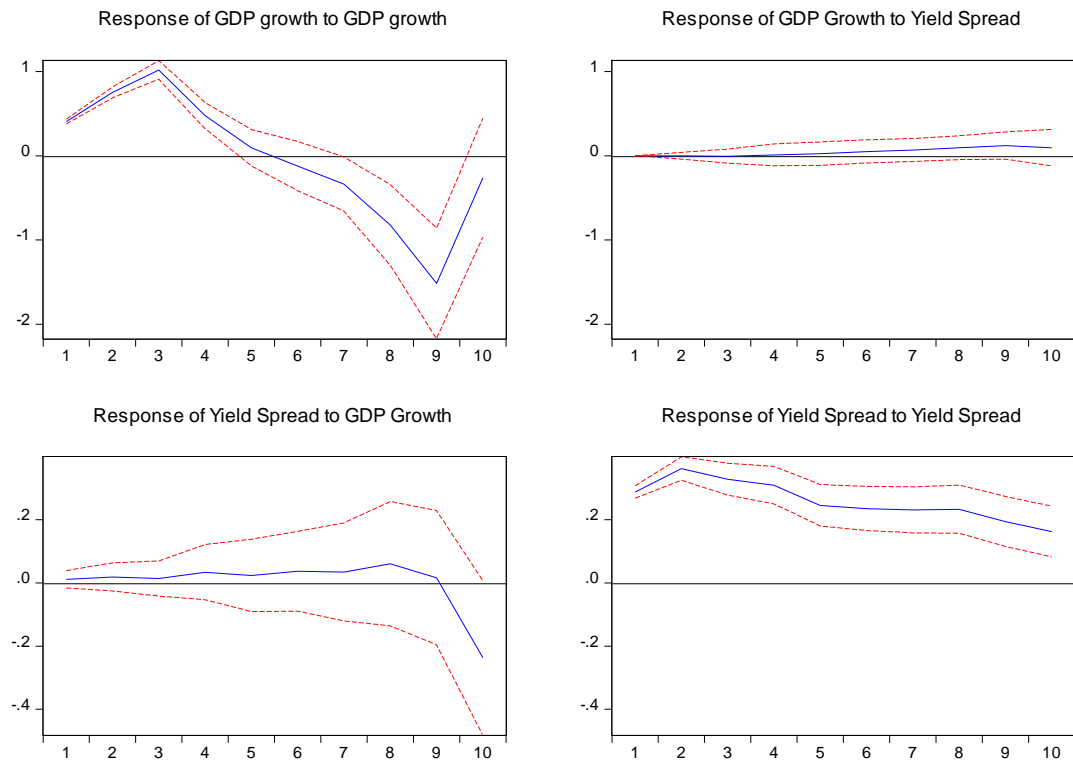 Response of GDP growth to GDP growth
1
0
-1
-2
1 2 3 4 5 6 7 8 9 10
Response of GDP Growth to Yield Spread
1
0
-1
-2
1 2 3 4 5 6 7 8 9 10
Response of Yield Spread to GDP Growth
.2
.0
-.2
-.4
1 2 3 4 5 6 7 8 9 10
Response of Yield Spread to Yield Spread
.2
.0
-.2
-.4
1 2 3 4 5 6 7 8 9 10